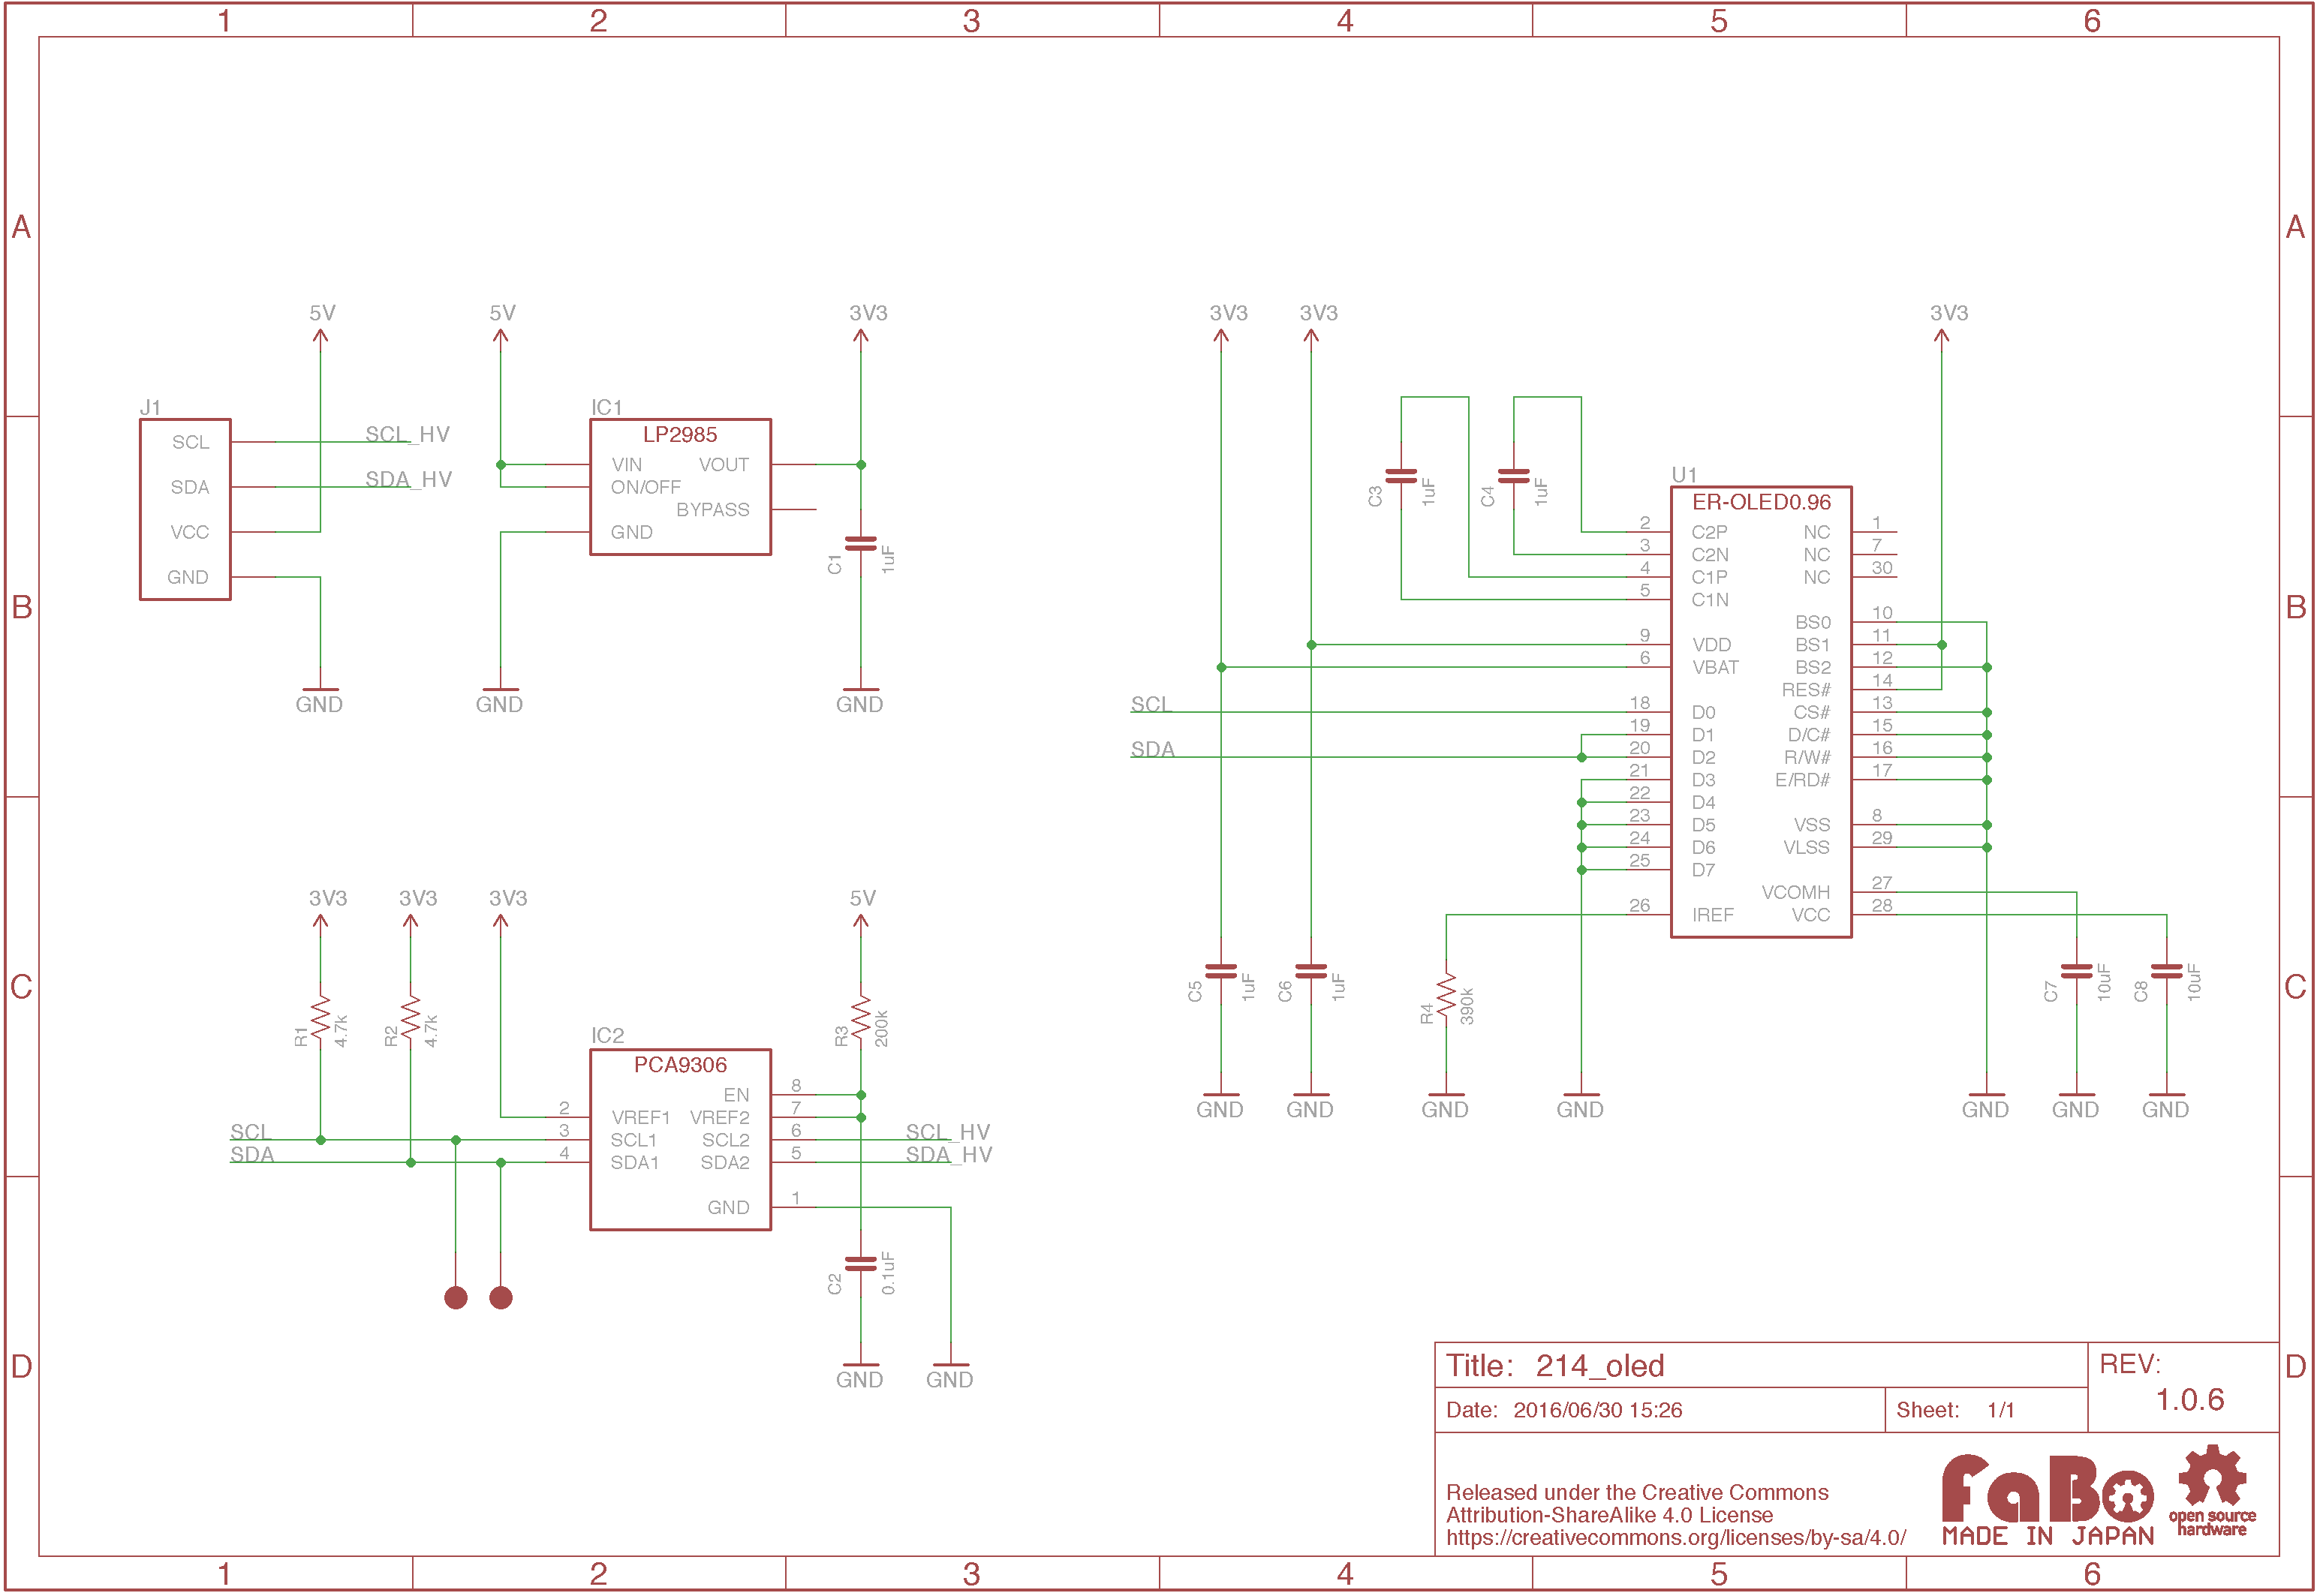 1 2 3 4 5 6
A A
5V 5V 3V3 3V3 3V3 3V3
J1
SCL SCL_HV
SDA SDA_HV
VCC
GND
GND
IC1
LP2985
VIN VOUT
ON/OFF
BYPASS
GND
C1 1uF
GND GND
C3 1uF C4 1uF
U1
ER-OLED0.96
2 C2P NC 1
3 C2N NC 7
4 C1P NC 30
5 C1N
BS0 10
9 VDD BS1 11
6 VBAT BS2 12
RES# 14
SCL 18 D0 CS# 13
19 D1 D/C# 15
SDA 20 D2 R/W# 16
21 D3 E/RD# 17
22 D4
23 D5 VSS 8
24 D6 VLSS 29
25 D7
VCOMH 27
26 IREF VCC 28
B B
3V3 3V3 3V3 5V
R1 4.7k R2 4.7k R3 200k
IC2
PCA9306
EN 8
2 VREF1 VREF2 7
SCL 3 SCL1 SCL2 6 SCL_HV
SDA 4 SDA1 SDA2 5 SDA_HV
GND 1
C2 0.1uF
GND GND
C5 1uF C6 1uF R4 390k C7 10uF C8 10uF
GND GND GND GND GND GND GND
C C
D D
Title: 214_oled
REV:
1.0.6
Date: 2016/06/30 15:26
Sheet: 1/1
Released under the Creative Commons
Attribution-ShareAlike 4.0 License
https://creativecommons.org/licenses/by-sa/4.0/
FaBo
MADE IN JAPAN
open source
hardware
1 2 3 4 5 6